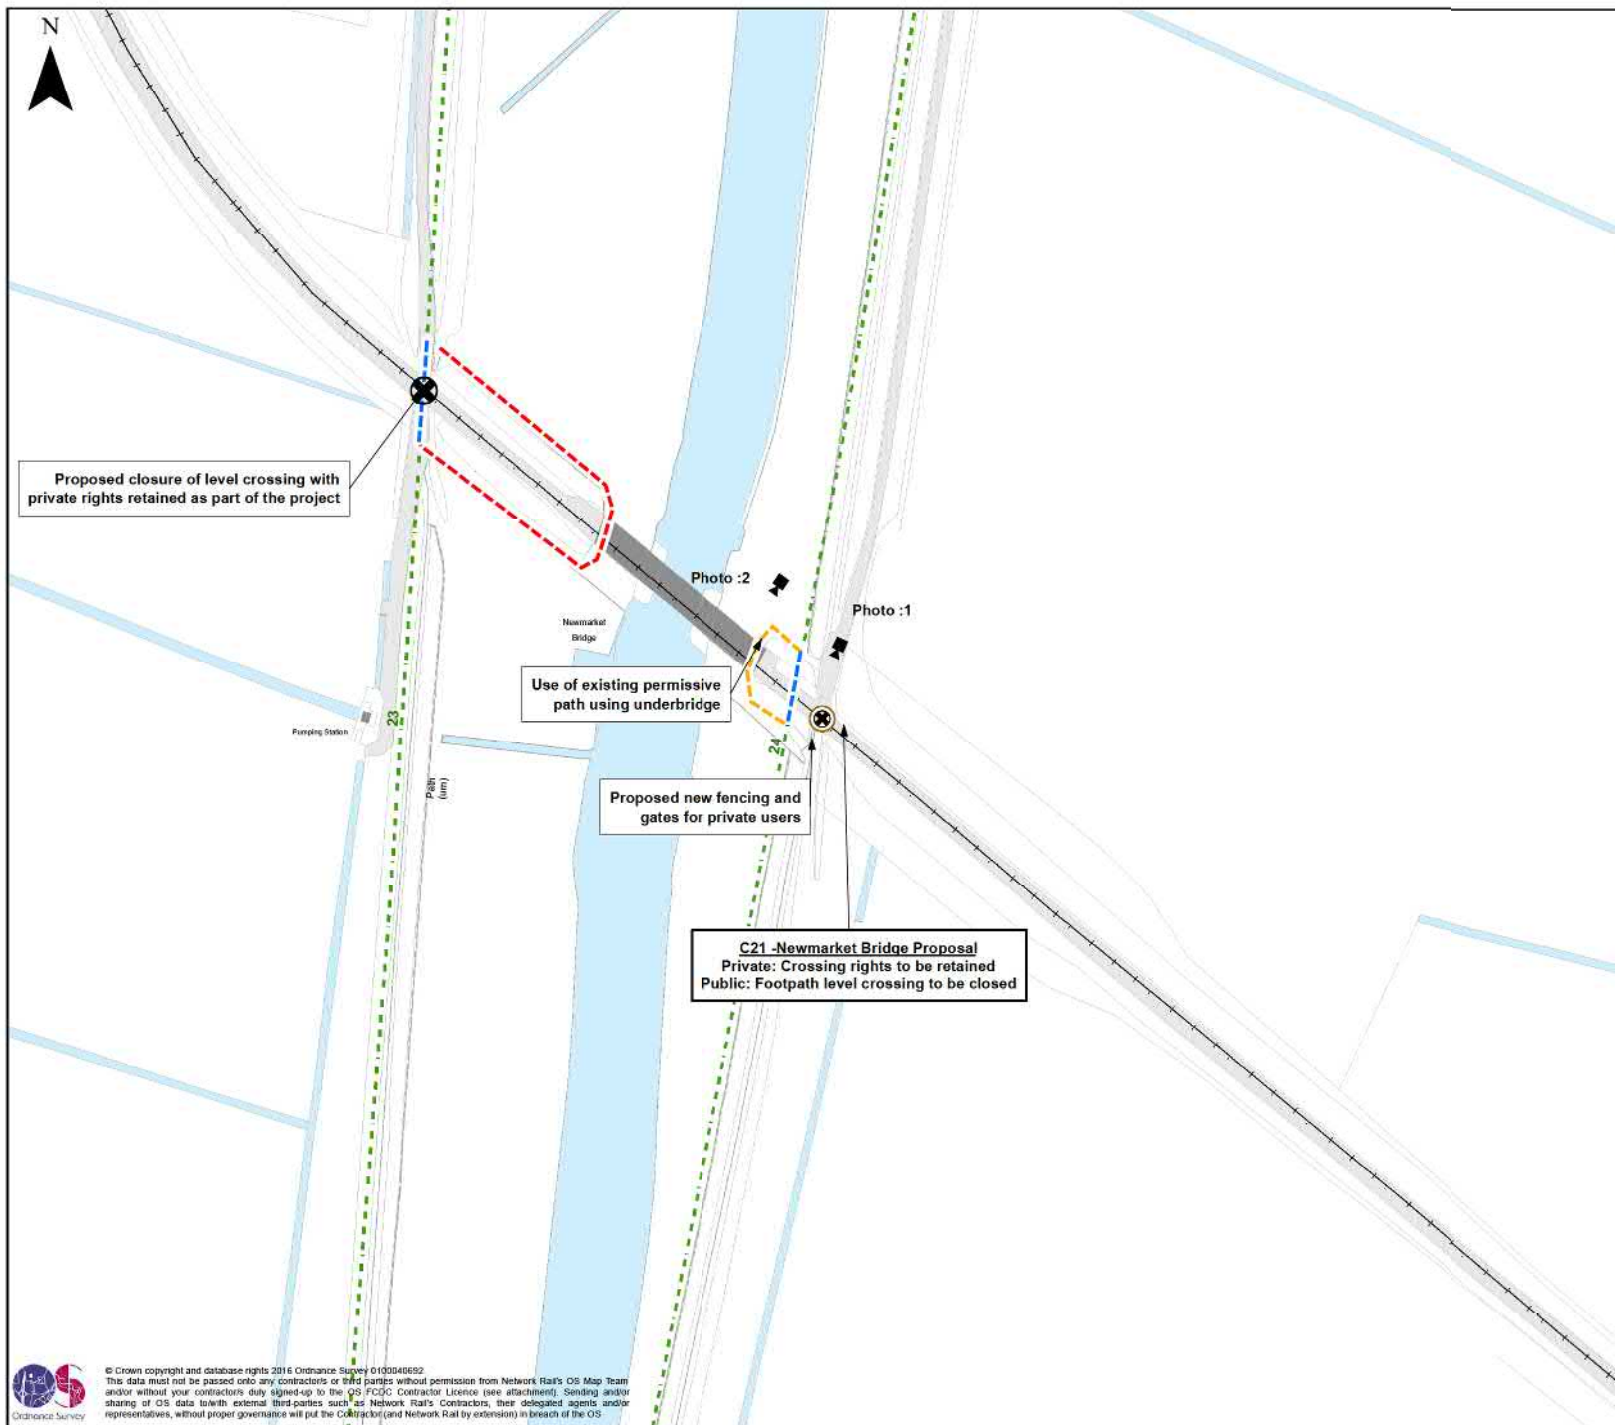 N
Proposed closure of level crossing with
private rights retained as part of the project
Photo :2
Photo :1
Newmarket
Bridge
Use of existing permissive
path using underbridge
23
Pumping Station
24
Path
(um)
Proposed new fencing and
gates for private users
C21 -Newmarket Bridge Proposal
Private: Crossing rights to be retained
Public: Footpath level crossing to be closed
© Crown copyright and database rights 2016 Ordnance Survey 0100040692
This data must not be passed onto any contractor/s or third parties without permission from Network Rail's OS Map Team
and/or without your contractor/s duly signed-up to the OS FCDC Contractor Licence (see attachment). Sending and/or
sharing of OS data to/with external third-parties such as Network Rail's Contractors, their delegated agents and/or
representatives, without proper governance will put the Contractor (and Network Rail by extension) in breach of the OS
Ordnance Survey